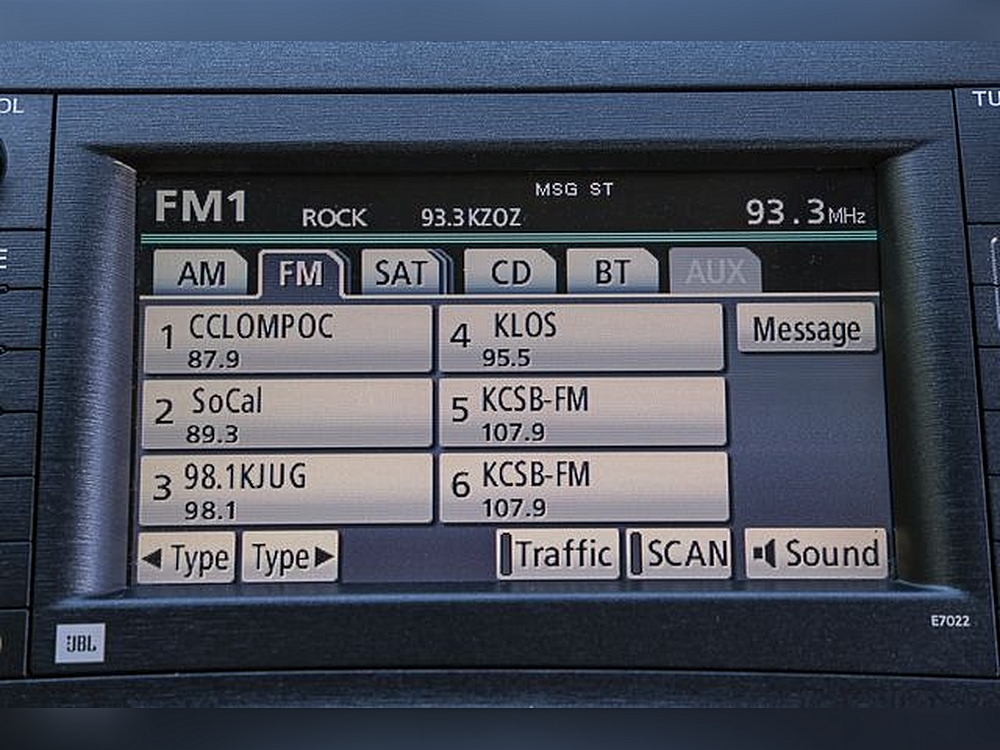 OL
TU
E
MSG ST
FM1 ROCK 93.3KZOZ 93.3MHz
AM FM SAT CD BT AUX
1 CCLOMPOC
87.9
4 KLOS
95.5
Message
2 SoCal
89.3
5 KCSB-FM
107.9
3 98.1KJUG
98.1
6 KCSB-FM
107.9
◀ Type Type ▶ Traffic SCAN Sound
JBL
E7022